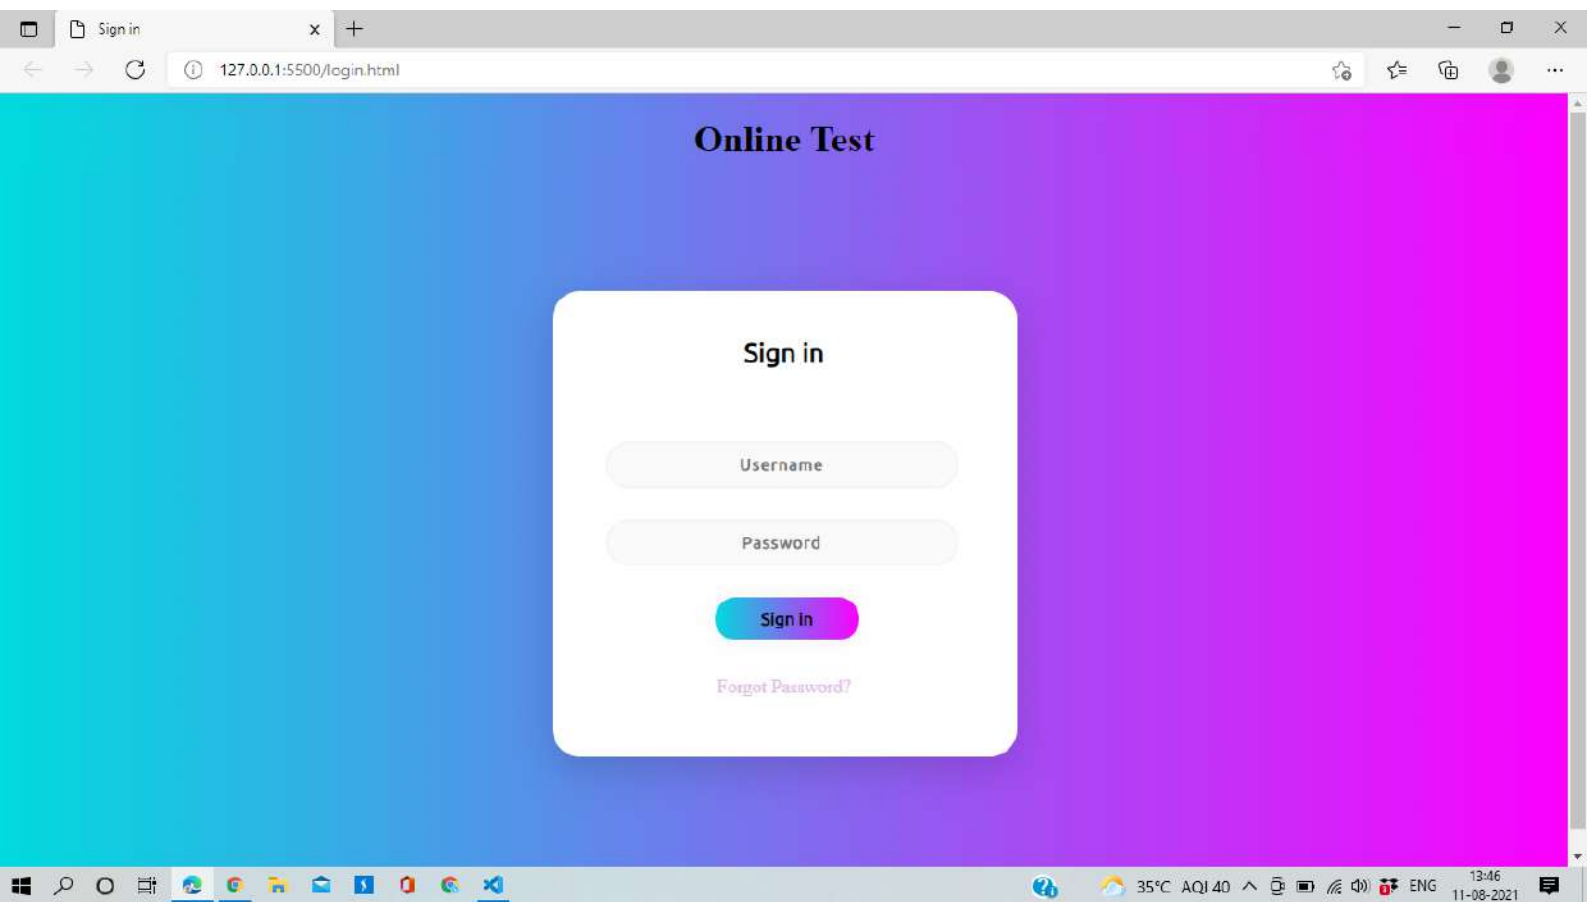 Sign in
127.0.0.1:5500/login.html
Online Test
Sign in
Username
Password
Sign in
Forgot Password?
35°C AQI 40
ENG
13:46
11-08-2021